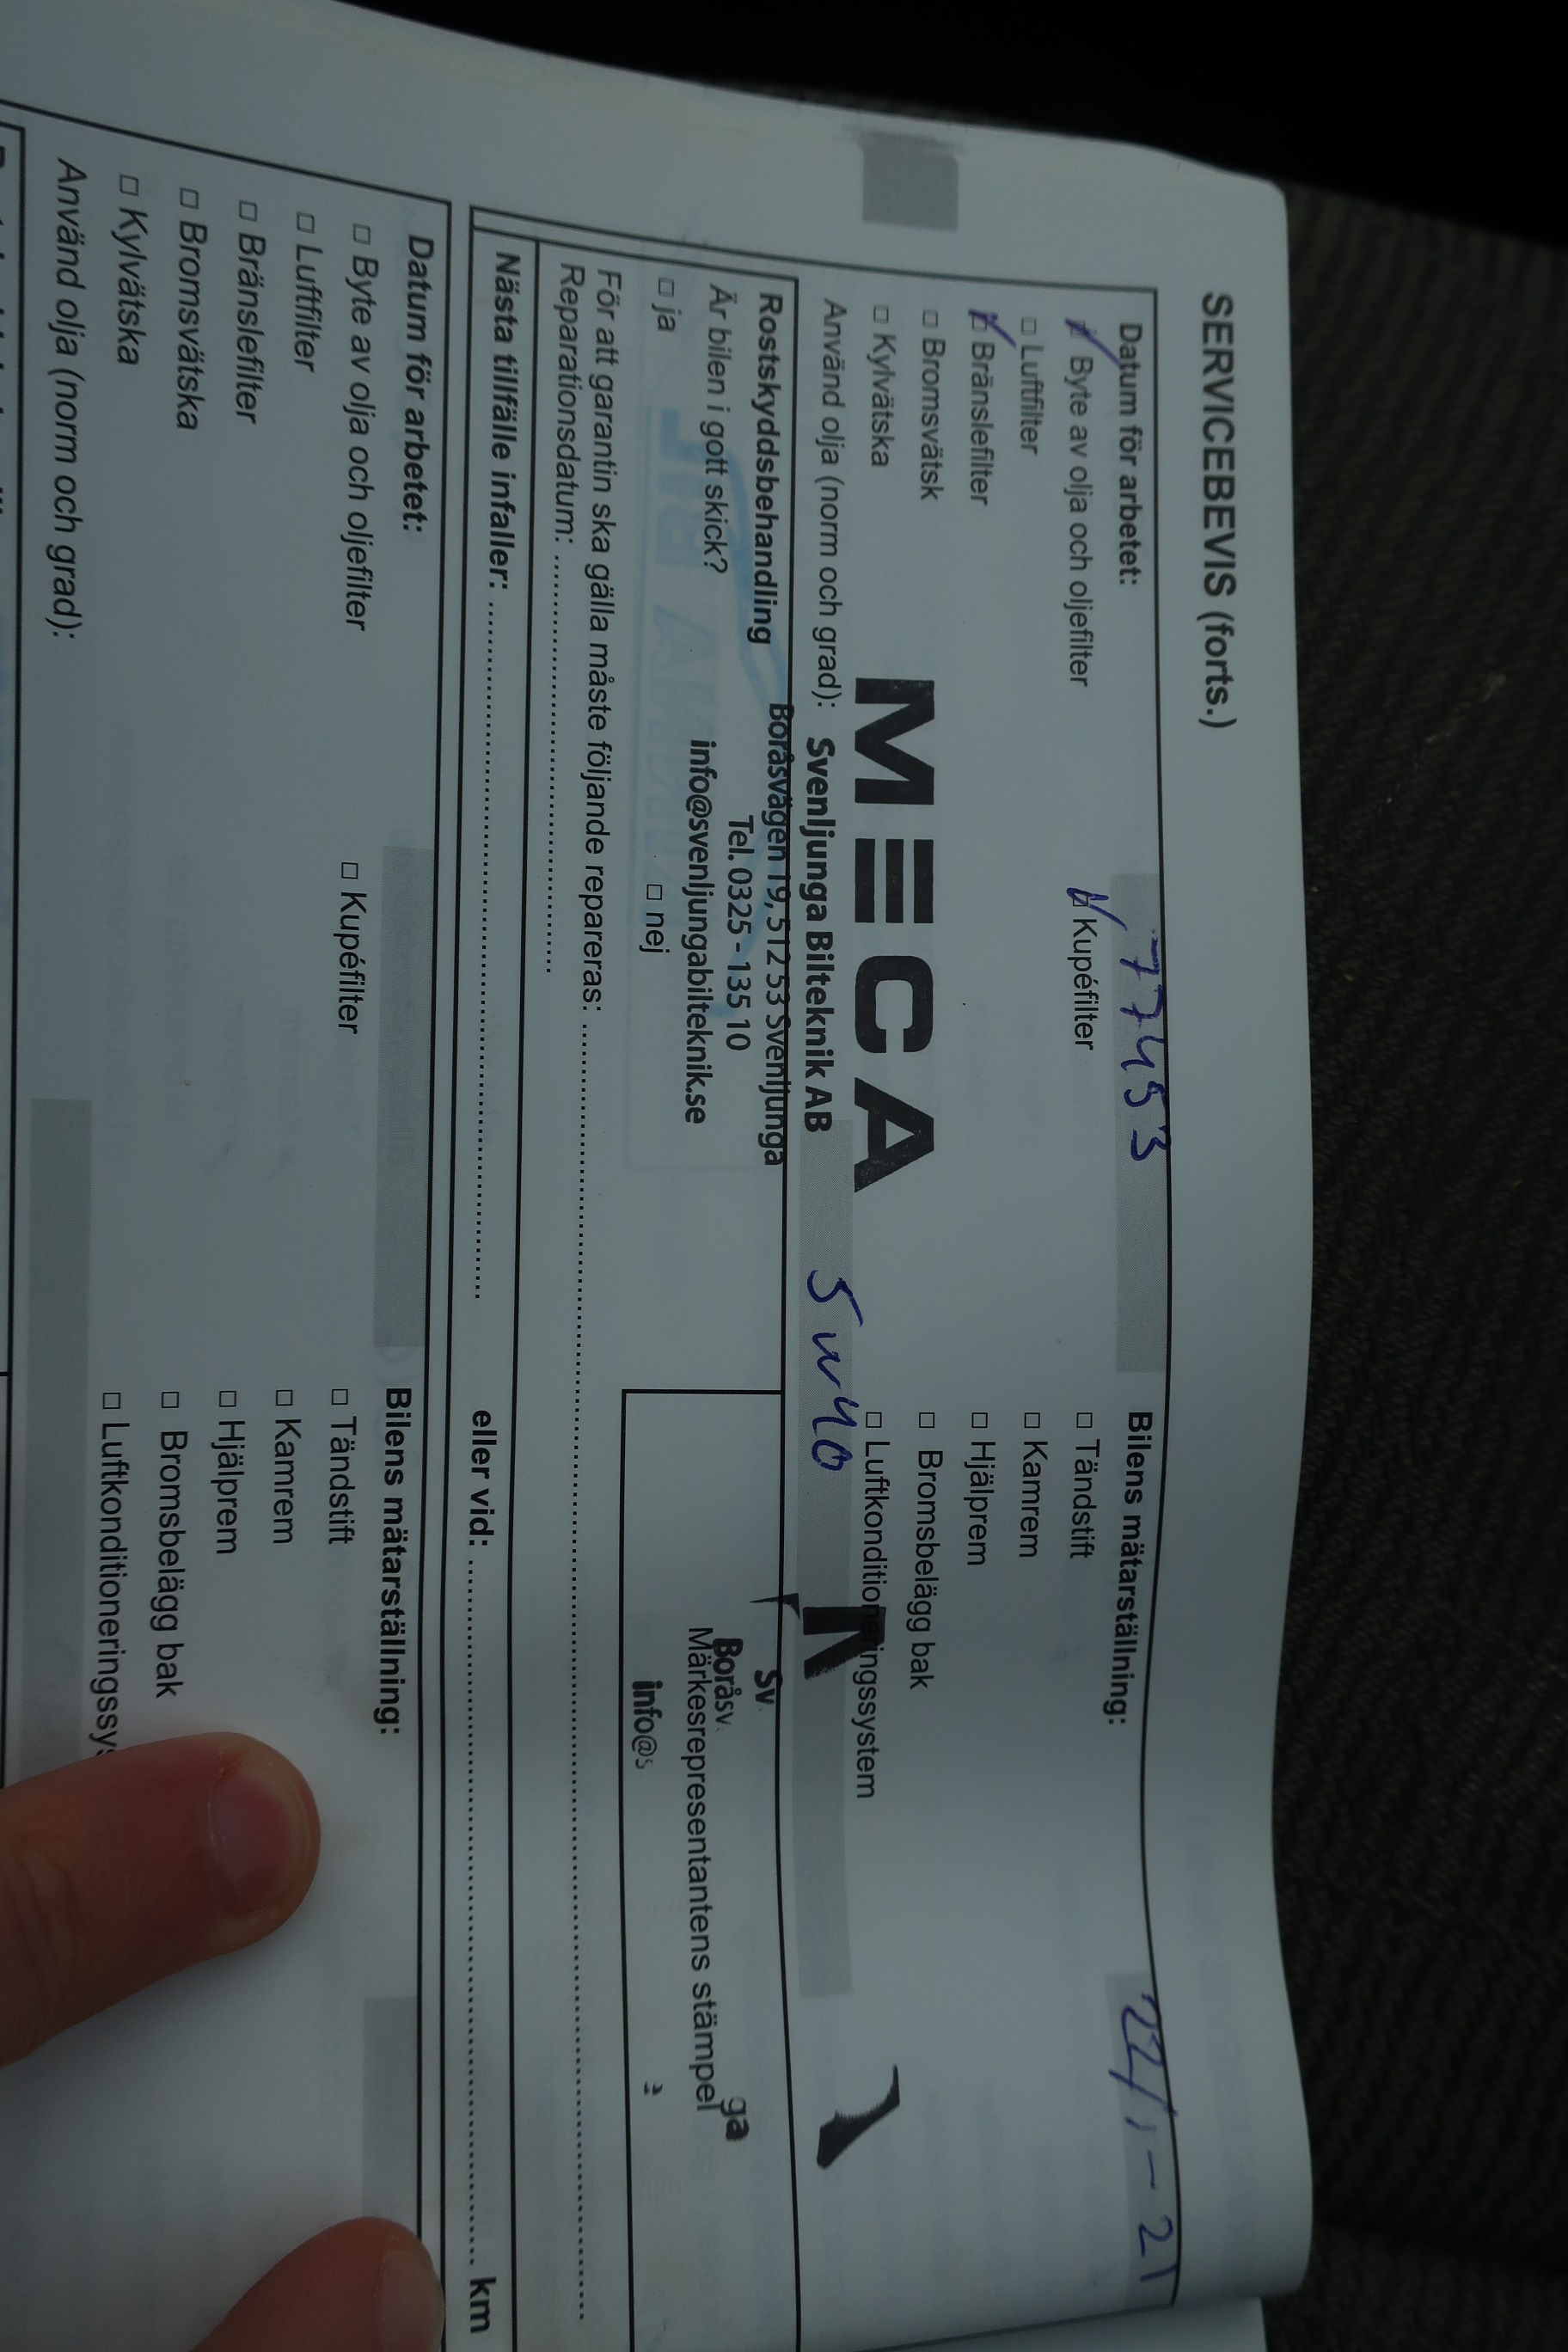 SERVICEBEVIS (forts.)
Datum för arbetet: 77453 Bilens mätarställning: 22/1-21
Byte av olja och oljefilter Kupéfilter Tändstift
Luftfilter Kamrem
Bränslefilter Hjälprem
Bromsvätsk Bromsbelägg bak
Kylvätska Luftkonditioneringssystem
MECA
Använd olja (norm och grad): 5w40
Svenljunga Bilteknik AB
Boråsvägen 19, 512 53 Svenljunga
Tel. 0325 - 135 10
info@svenljungabilteknik.se
Rostskyddsbehandling
Är bilen i gott skick?
ja nej
Sv
Boråsv ga
Märkesrepresentantens stämpel
info@s
För att garantin ska gälla måste följande repareras:
Reparationsdatum:
Nästa tillfälle infaller: eller vid: km
Datum för arbetet: Bilens mätarställning:
Byte av olja och oljefilter Kupéfilter Tändstift
Luftfilter Kamrem
Bränslefilter Hjälprem
Bromsvätska Bromsbelägg bak
Kylvätska Luftkonditioneringssys
Använd olja (norm och grad):